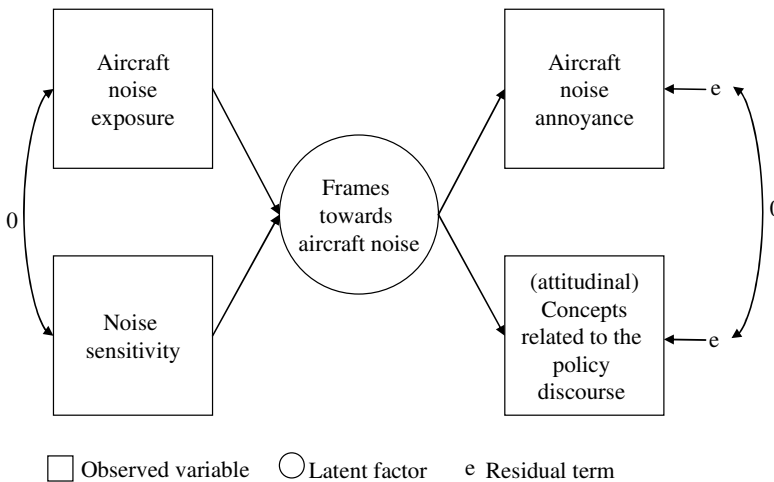 Aircraft
noise
exposure
Aircraft
noise
annoyance
e
Frames
towards
aircraft noise
0
0
Noise
sensitivity
(attitudinal)
Concepts
related to the
policy
discourse
e
Observed variable
Latent factor
e Residual term